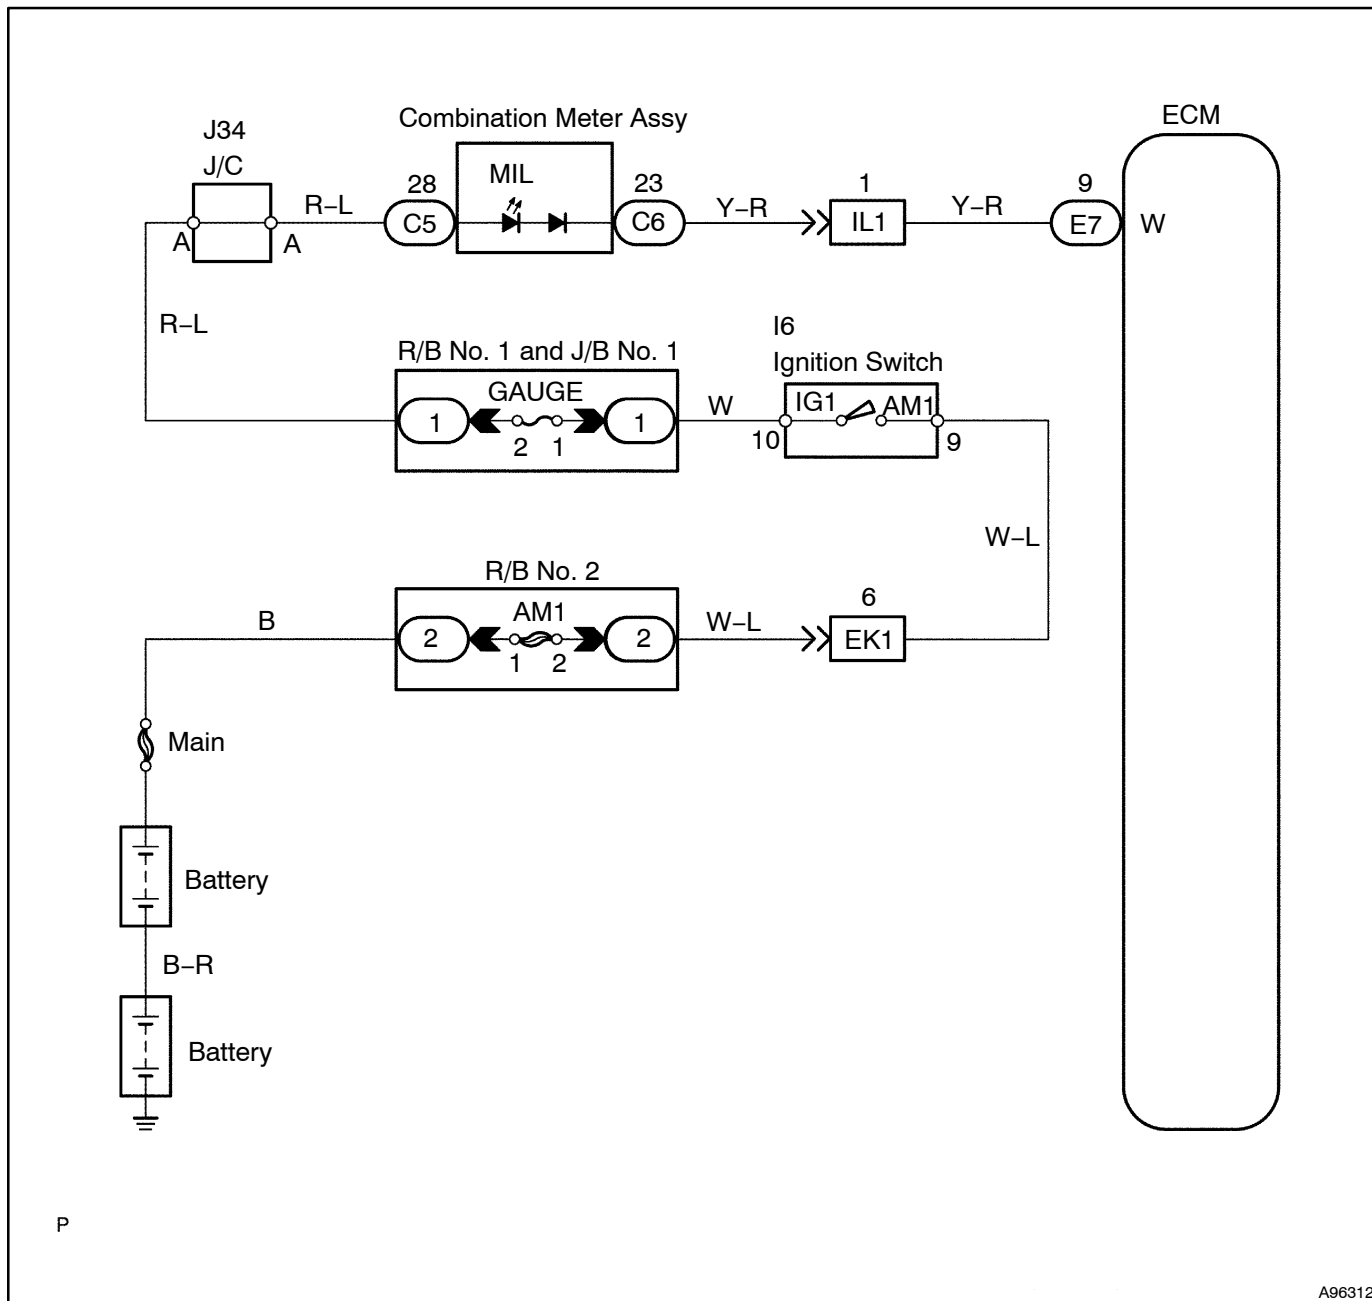 Combination Meter Assy
ECM
J34
J/C
MIL
28
C5
23
C6
1
IL1
9
E7
W
A
A
R–L
Y–R
Y–R
R–L
R/B No. 1 and J/B No. 1
GAUGE
1
2
1
1
W
I6
Ignition Switch
IG1
AM1
10
9
W–L
R/B No. 2
AM1
2
1
2
2
B
W–L
6
EK1
Main
Battery
B–R
Battery
P
A96312